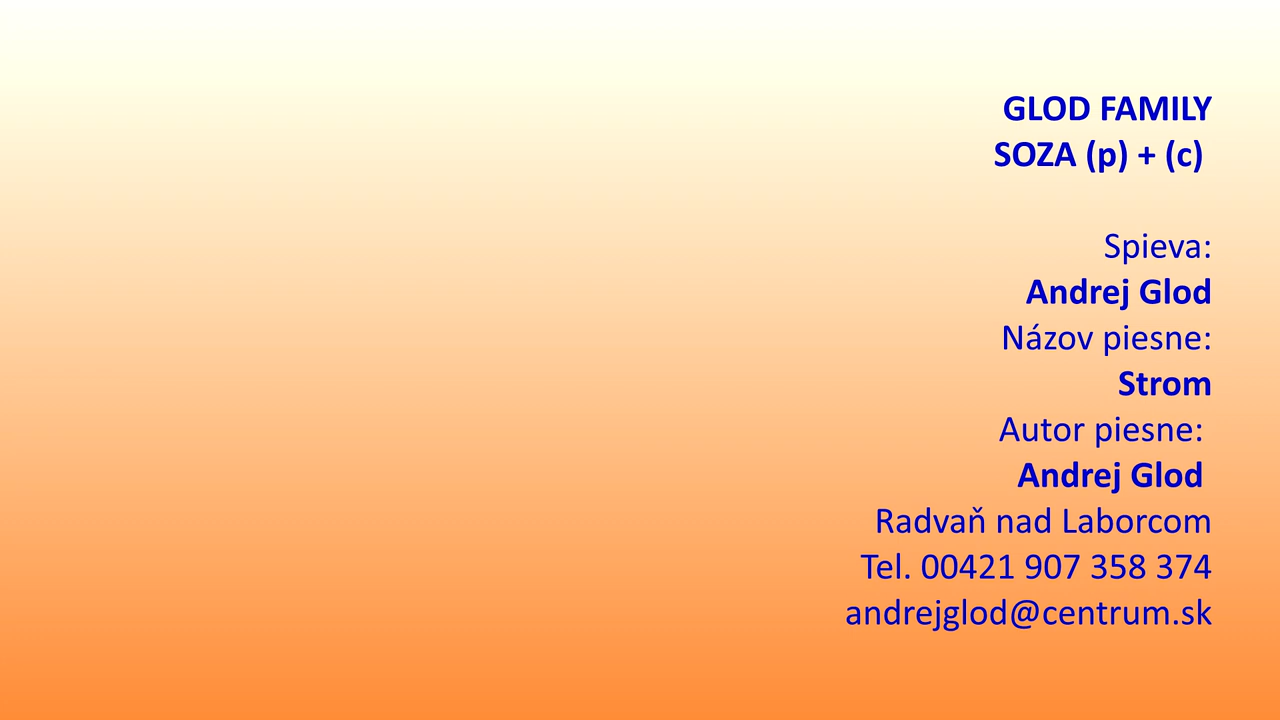 GLOD FAMILY
SOZA (p) + (c)
Spieva:
Andrej Glod
Názov piesne:
Strom
Autor piesne:
Andrej Glod
Radvaň nad Laborcom
Tel. 00421 907 358 374
andrejglod@centrum.sk